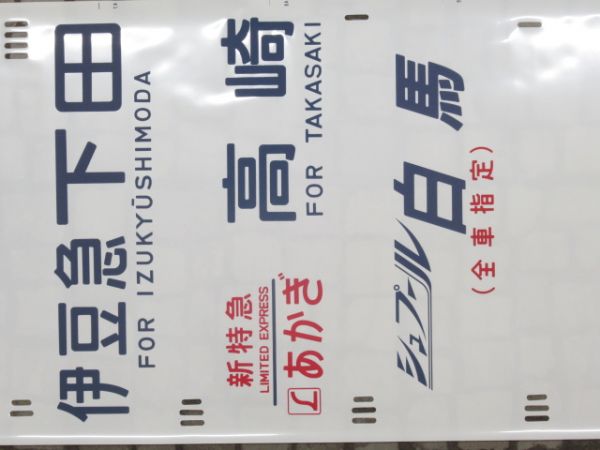 伊豆急下田
FOR IZUKYŪSHIMODA
新特急
LIMITED EXPRESS
あかぎ
高崎
FOR TAKASAKI
シュプール
白馬
(全車指定)